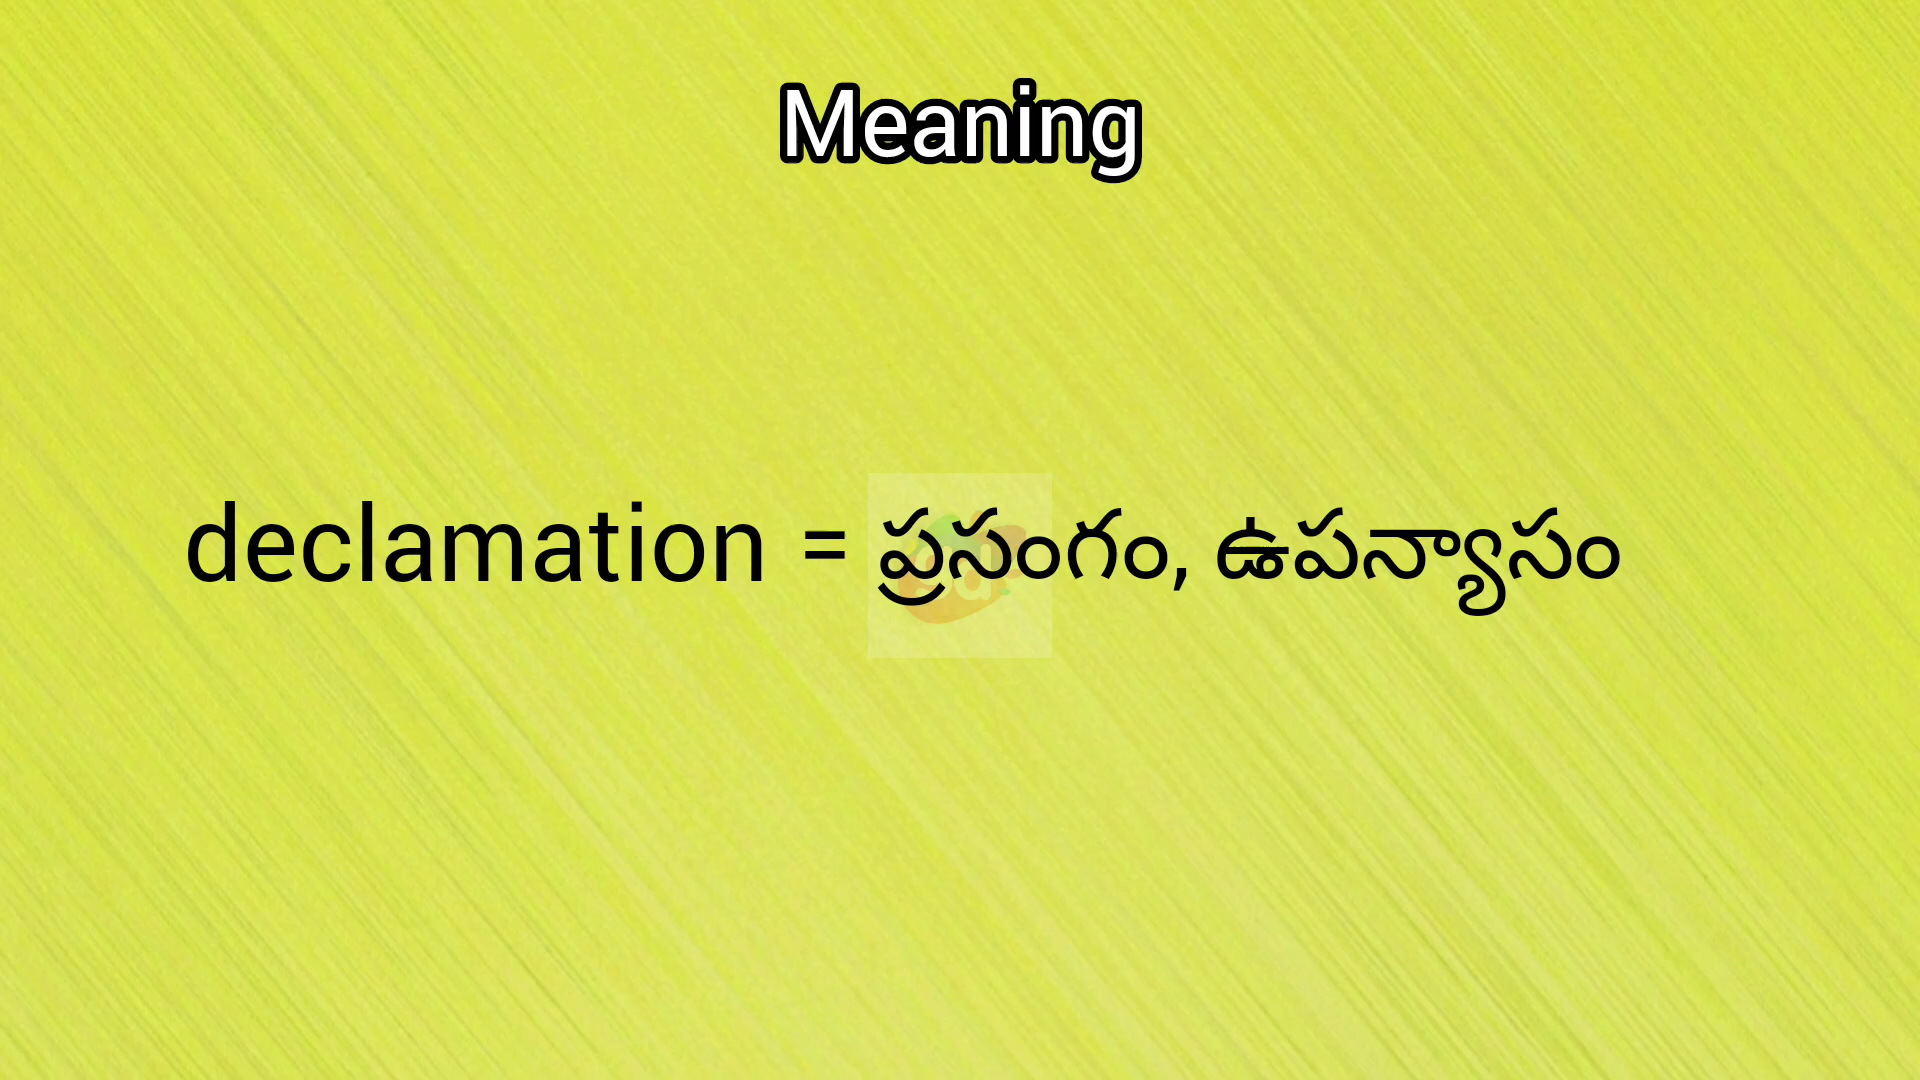 Meaning
declamation = ప్రసంగం, ఉపన్యాసం